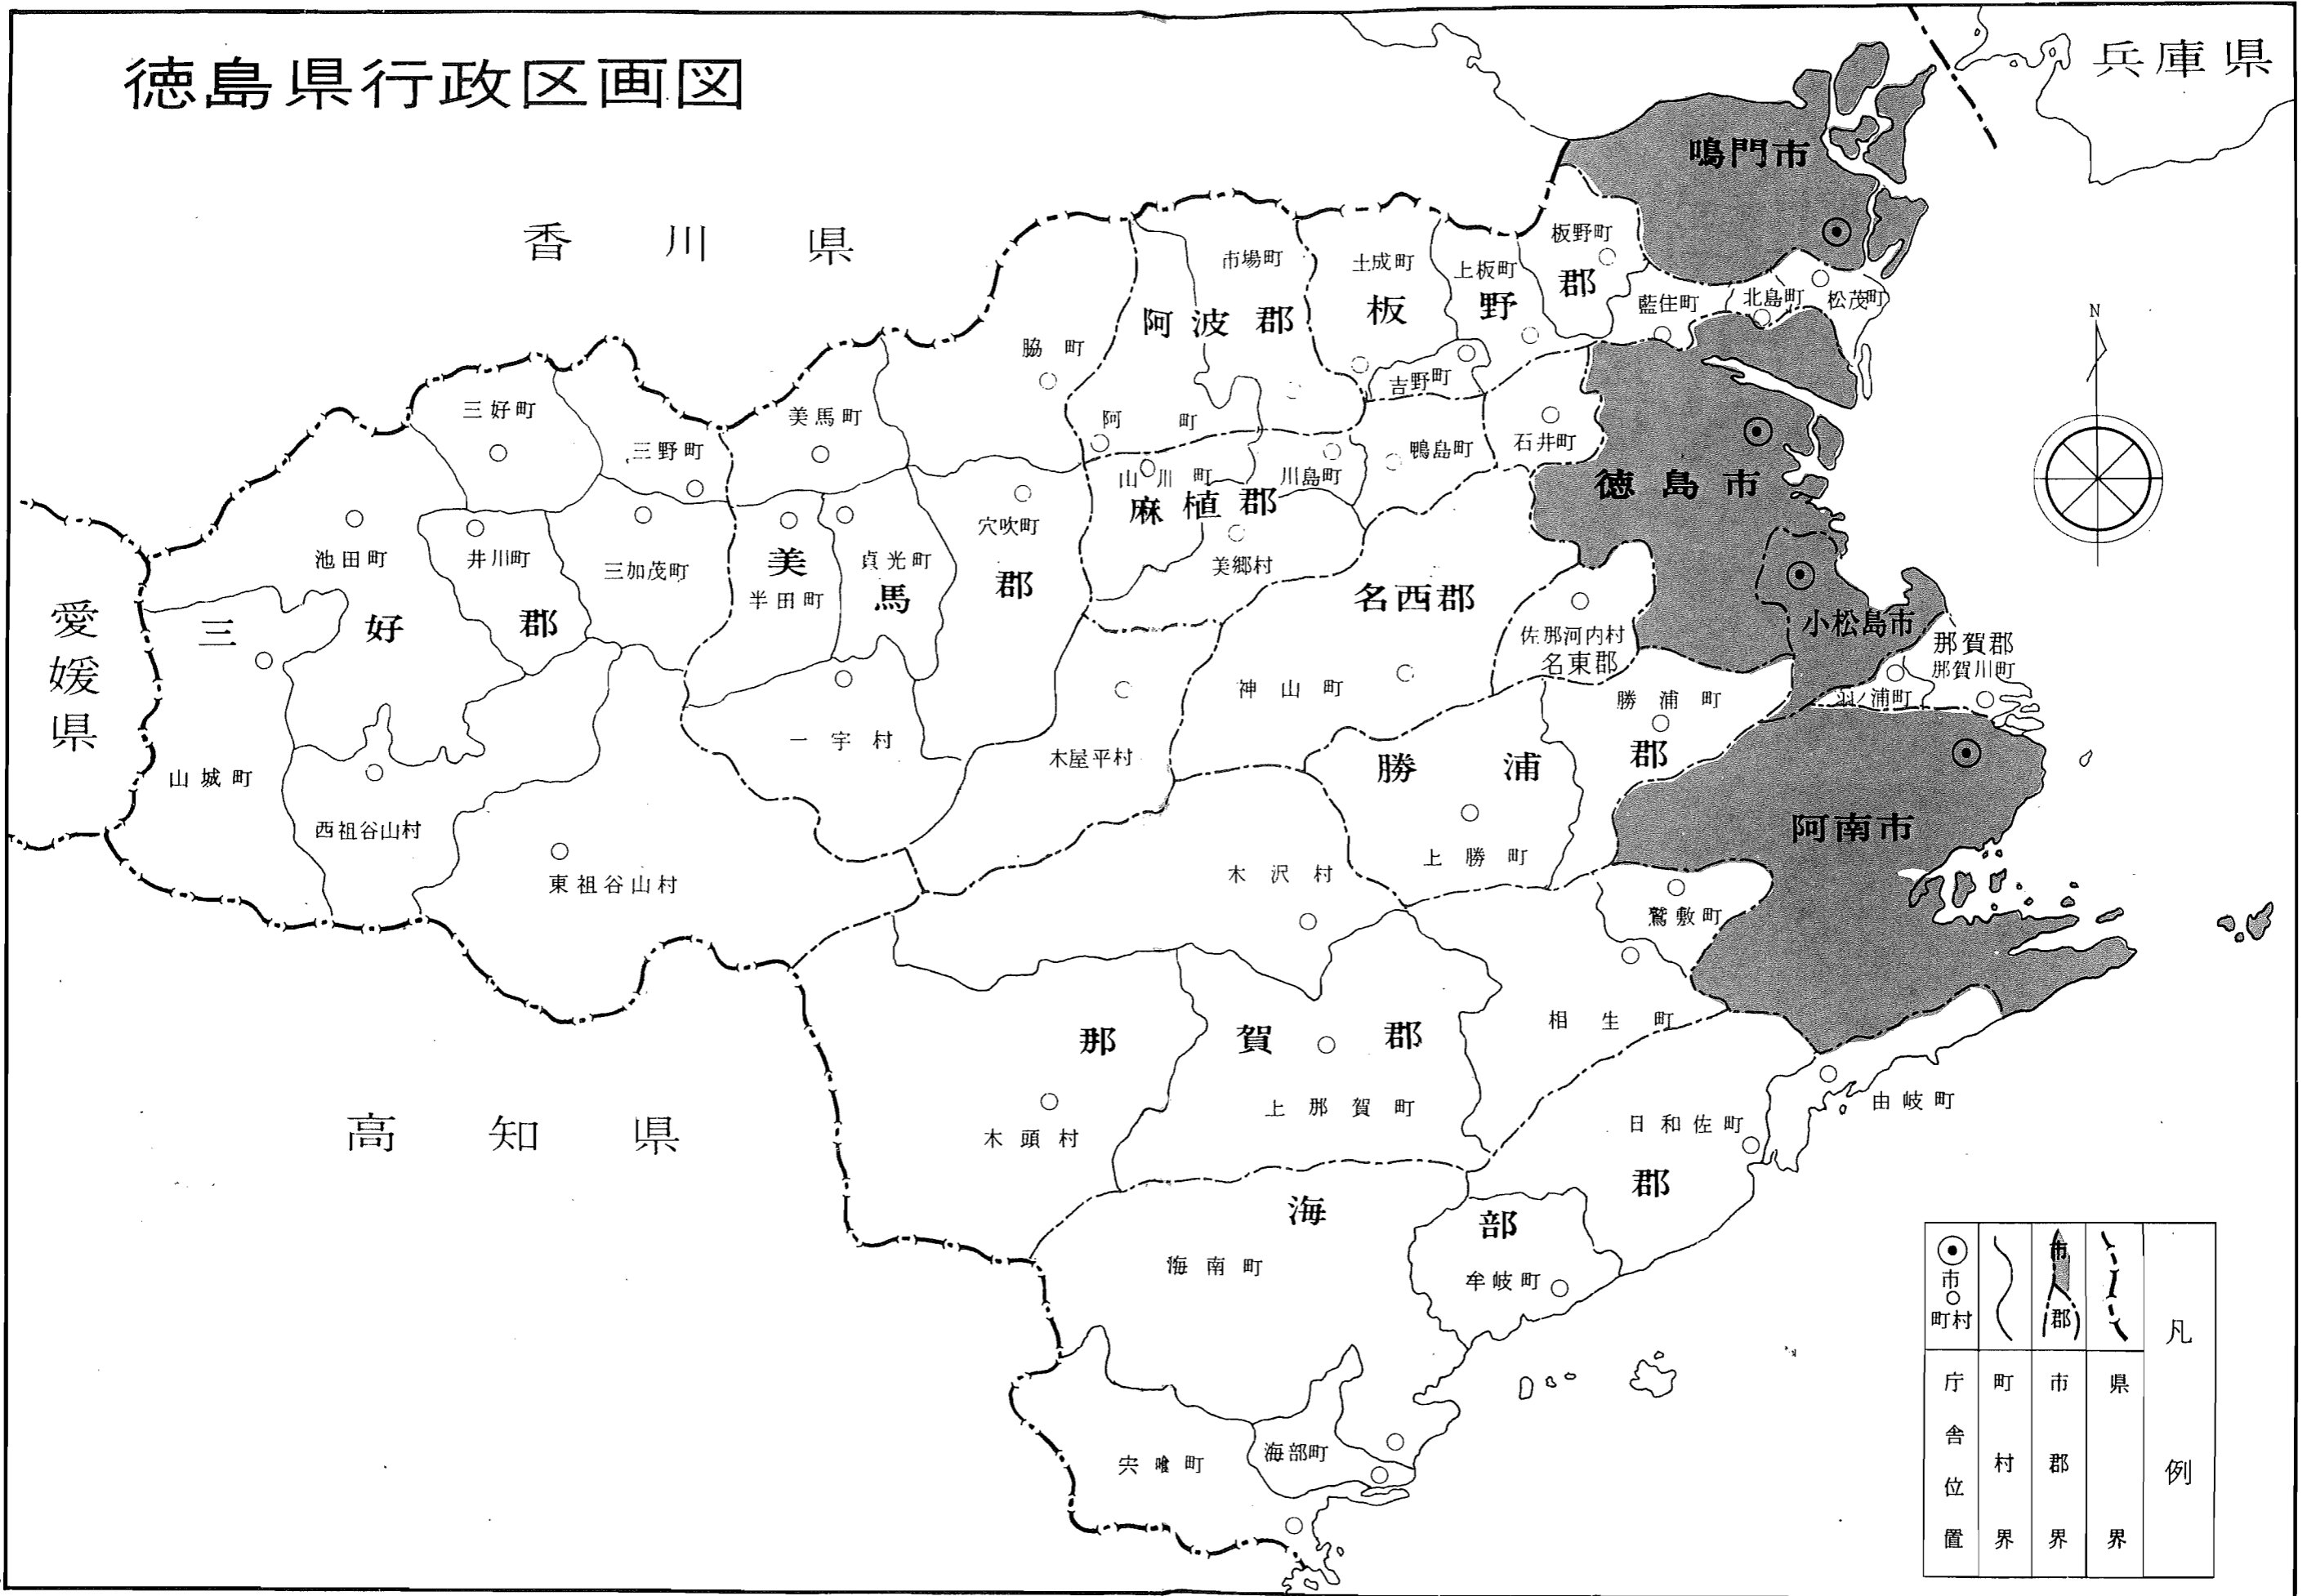 徳島県行政区画図
兵庫県
香川県
愛媛県
高知県
鳴門市
板野町
市場町
土成町
上板町
郡
藍住町
北島町
松茂町
阿波郡
板
野
N
脇町
吉野町
三好町
美馬町
阿町
三野町
鴨島町
石井町
山川町
川島町
徳島市
麻植郡
穴吹町
池田町
井川町
三加茂町
美
貞光町
美郷村
半田町
馬
郡
名西郡
三
好
郡
小松島市
佐那河内村
名東郡
那賀郡
那賀川町
羽ノ浦町
神山町
勝浦町
一宇村
木屋平村
勝
浦
郡
山城町
西祖谷山村
阿南市
上勝町
東祖谷山村
木沢村
鷲敷町
相生町
那
賀
郡
上那賀町
木頭村
由岐町
日和佐町
郡
海
部
海南町
牟岐町
宍喰町
海部町
凡例
県界
市
郡
市郡界
町村界
市
町村
庁舎位置